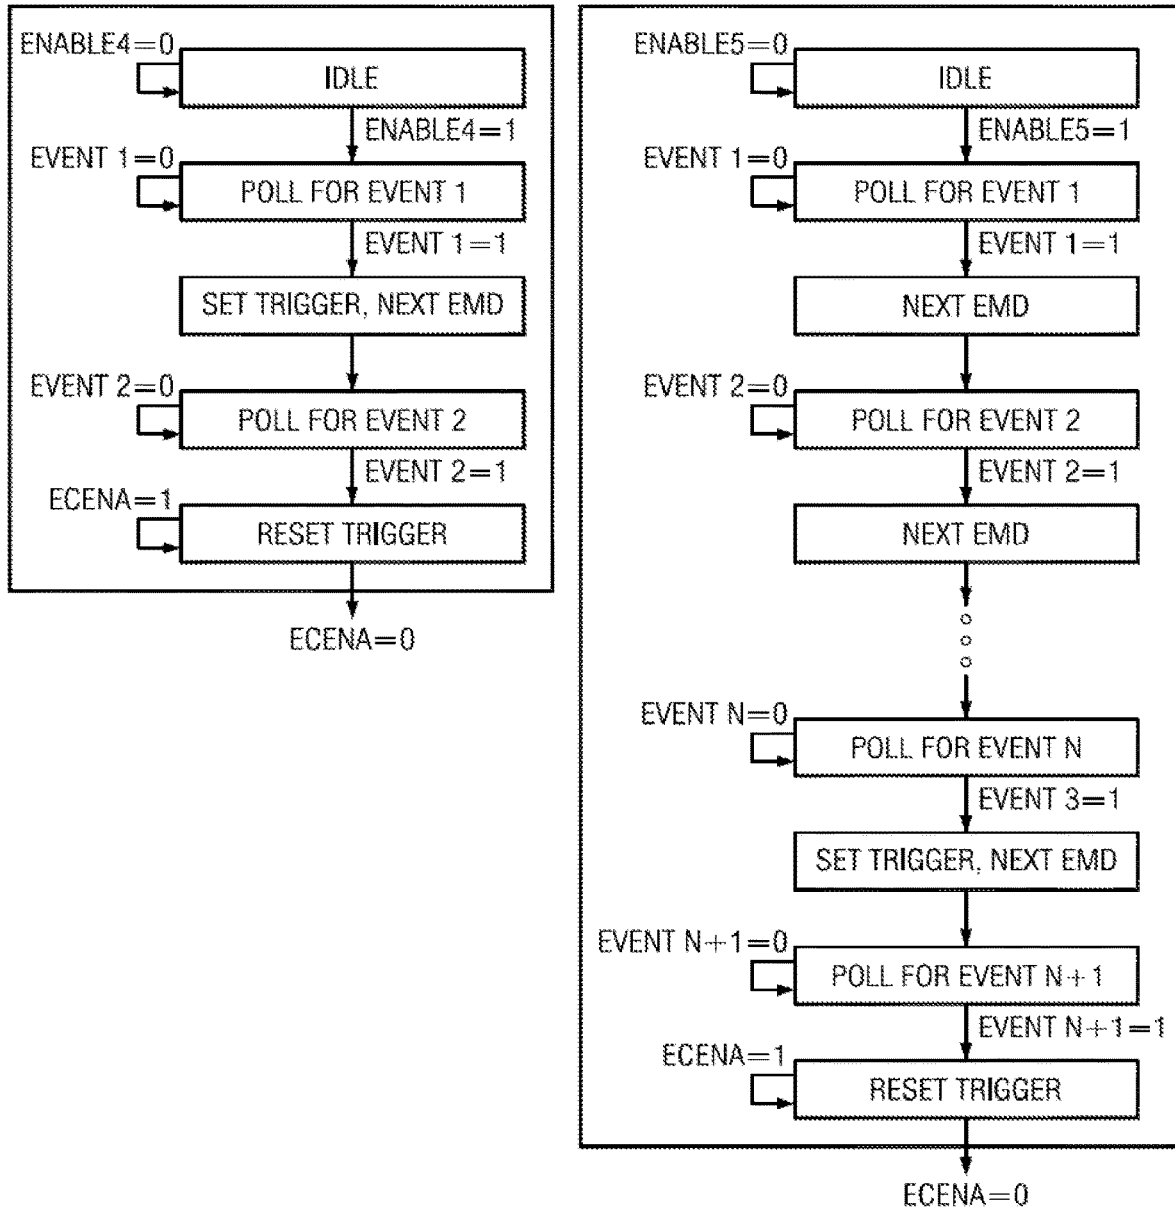 ENABLE4=0
IDLE
ENABLE4=1
EVENT 1=0
POLL FOR EVENT 1
EVENT 1=1
SET TRIGGER, NEXT EMD
EVENT 2=0
POLL FOR EVENT 2
EVENT 2=1
ECENA=1
RESET TRIGGER
ECENA=0
ENABLE5=0
IDLE
ENABLE5=1
EVENT 1=0
POLL FOR EVENT 1
EVENT 1=1
NEXT EMD
EVENT 2=0
POLL FOR EVENT 2
EVENT 2=1
NEXT EMD
EVENT N=0
POLL FOR EVENT N
EVENT 3=1
SET TRIGGER, NEXT EMD
EVENT N+1=0
POLL FOR EVENT N+1
EVENT N+1=1
ECENA=1
RESET TRIGGER
ECENA=0